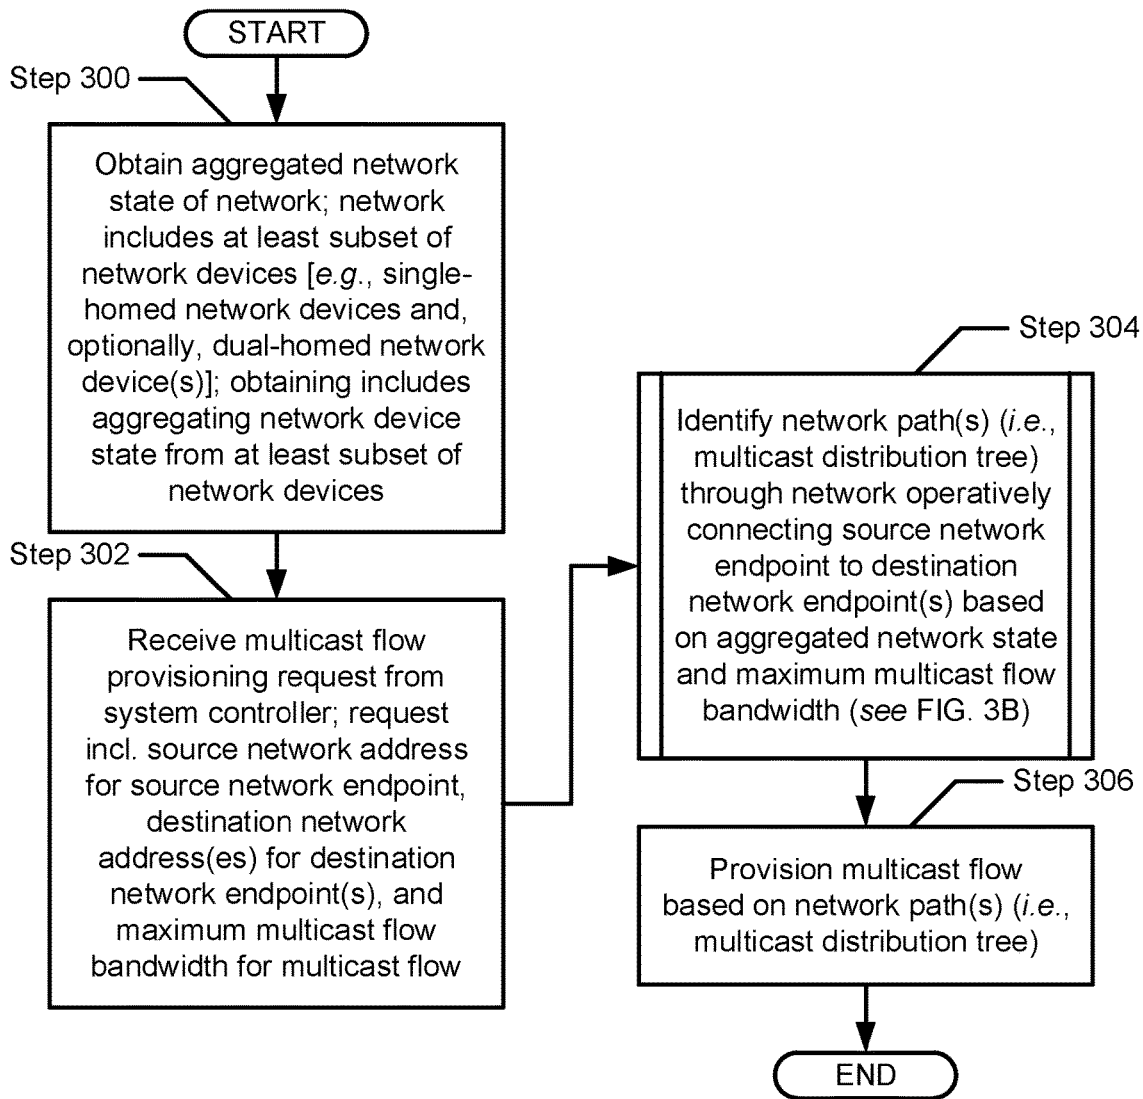 START
Step 300
Obtain aggregated network
state of network; network
includes at least subset of
network devices [e.g., single-
homed network devices and,
optionally, dual-homed network
device(s)]; obtaining includes
aggregating network device
state from at least subset of
network devices
Step 302
Receive multicast flow
provisioning request from
system controller; request
incl. source network address
for source network endpoint,
destination network
address(es) for destination
network endpoint(s), and
maximum multicast flow
bandwidth for multicast flow
Step 304
Identify network path(s) (i.e.,
multicast distribution tree)
through network operatively
connecting source network
endpoint to destination
network endpoint(s) based
on aggregated network state
and maximum multicast flow
bandwidth (see FIG. 3B)
Step 306
Provision multicast flow
based on network path(s) (i.e.,
multicast distribution tree)
END